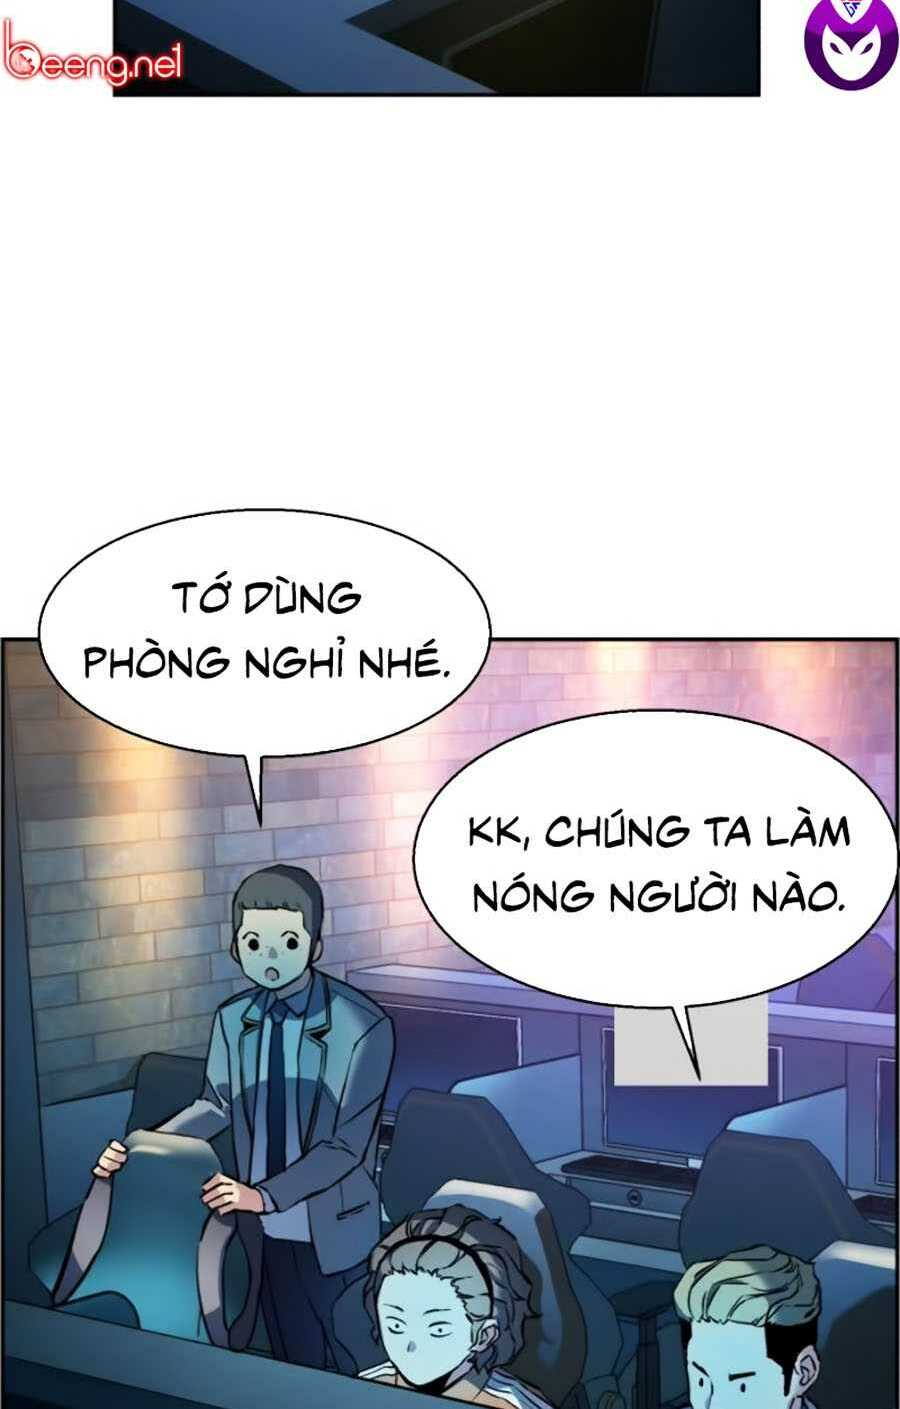 beeng.net
TỚ DÙNG
PHÒNG NGHỈ NHÉ.
KK, CHÚNG TA LÀM
NÓNG NGƯỜI NÀO.